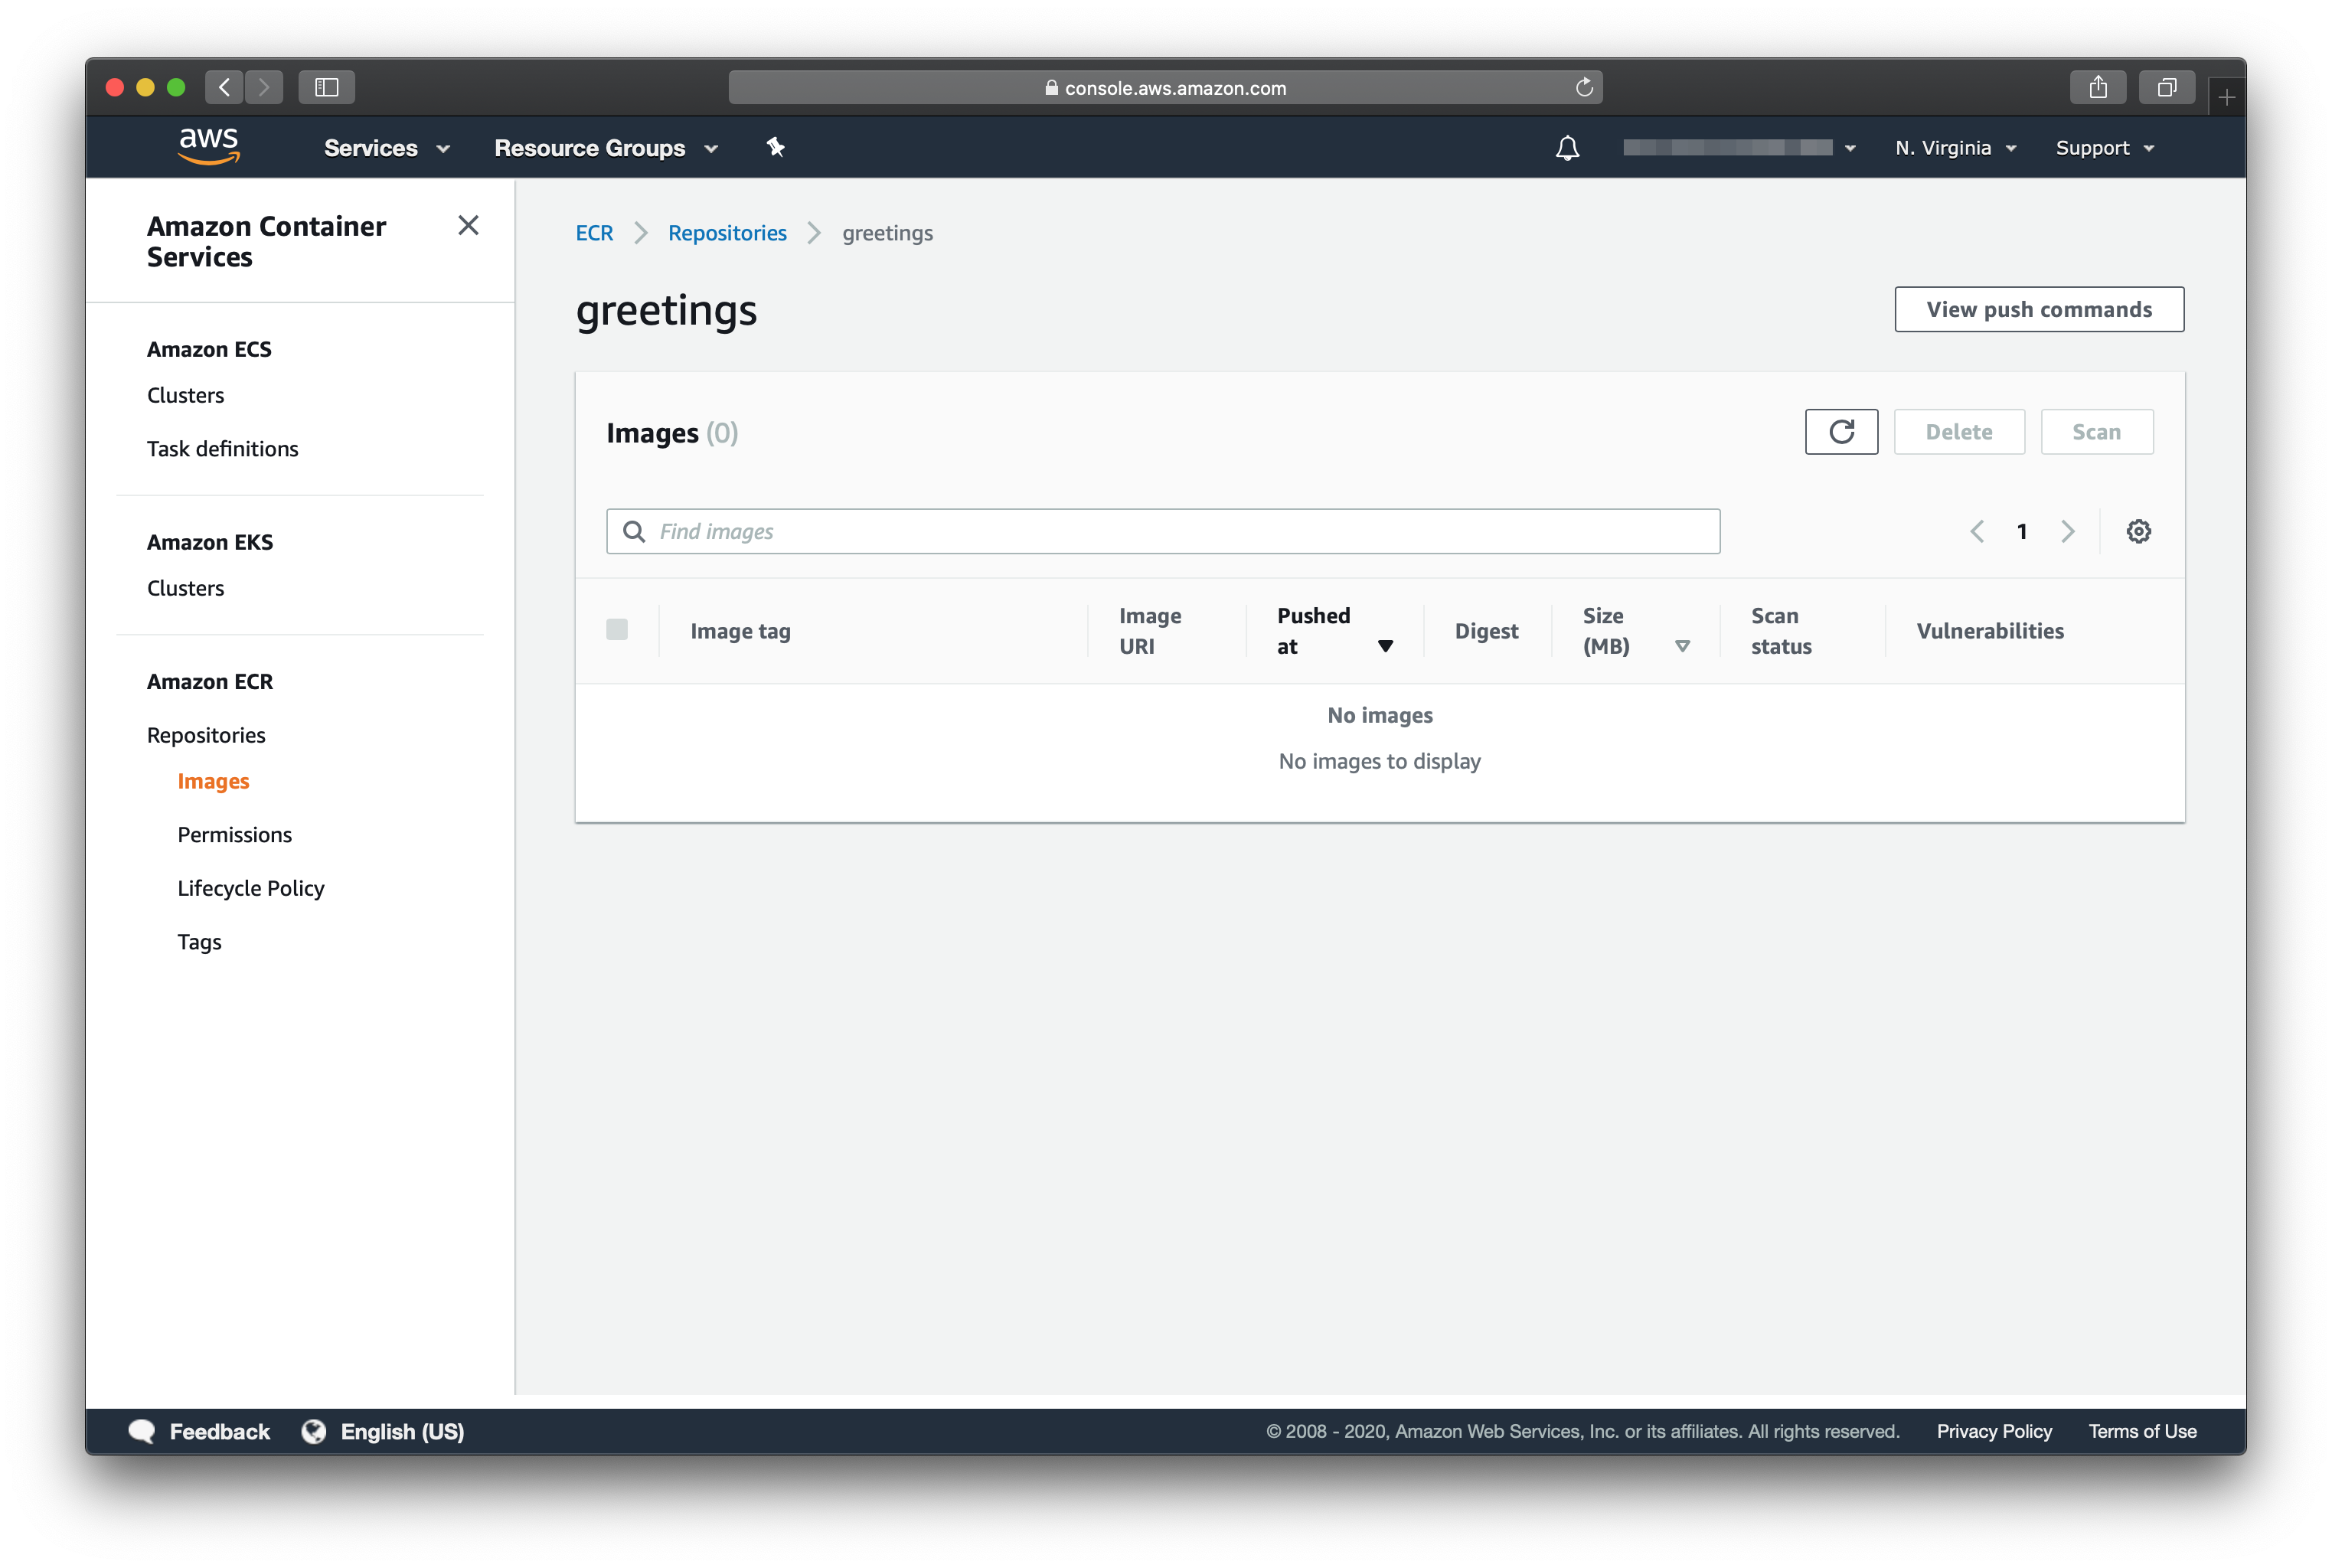 console.aws.amazon.com
aws Services Resource Groups N. Virginia Support
Amazon Container
Services
Amazon ECS
Clusters
Task definitions
Amazon EKS
Clusters
Amazon ECR
Repositories
Images
Permissions
Lifecycle Policy
Tags
ECR Repositories greetings
greetings
View push commands
Images (0)
Delete Scan
Find images
1
Image tag
Image
URI
Pushed
at
Digest
Size
(MB)
Scan
status
Vulnerabilities
No images
No images to display
Feedback English (US)
© 2008 - 2020, Amazon Web Services, Inc. or its affiliates. All rights reserved. Privacy Policy Terms of Use